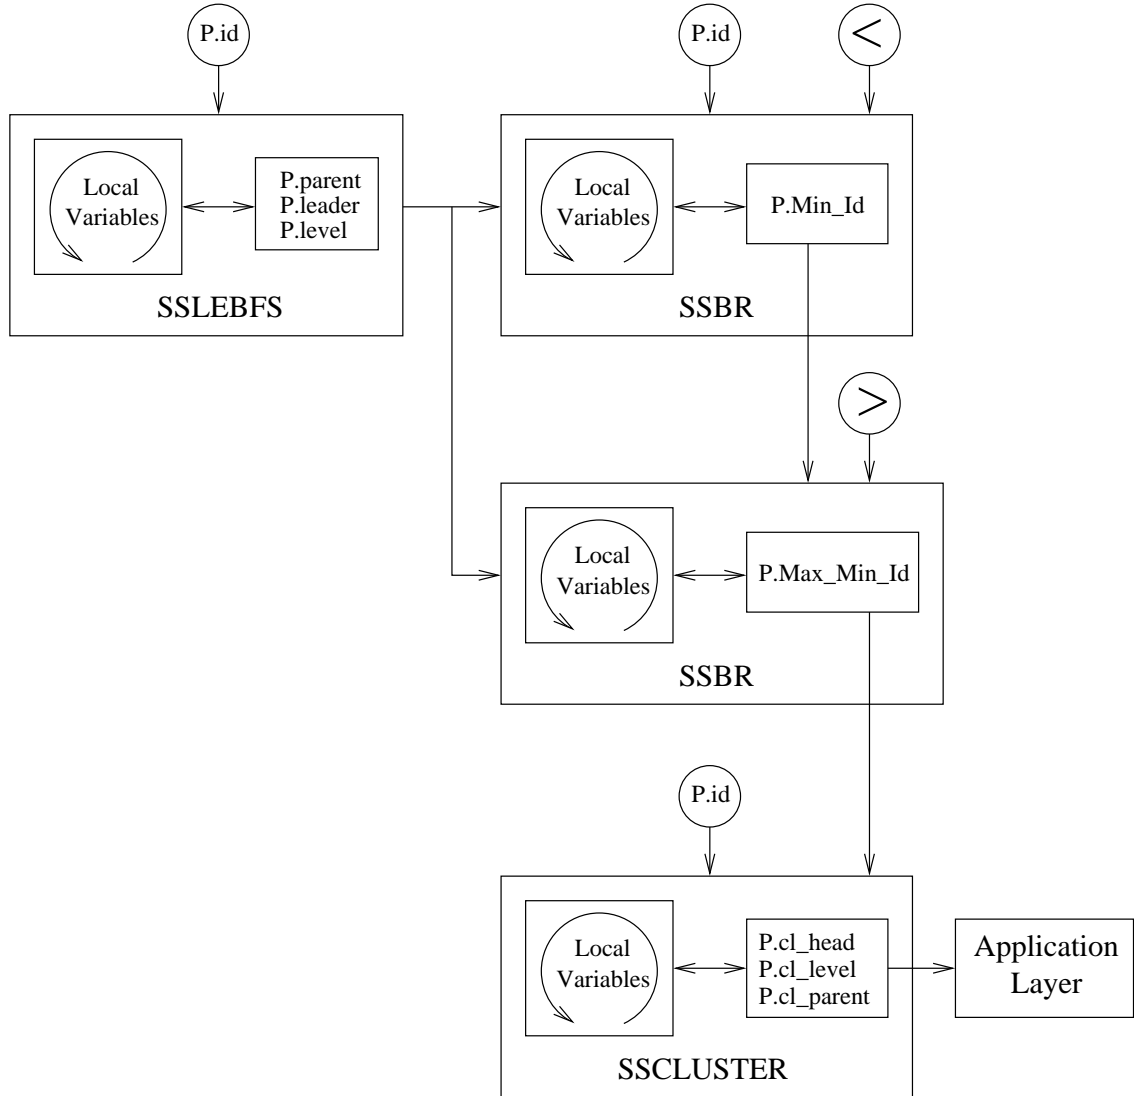 P.id
P.id
<
Local
Variables
P.parent
P.leader
P.level
SSLEBFS
Local
Variables
P.Min_Id
SSBR
>
Local
Variables
P.Max_Min_Id
SSBR
P.id
Local
Variables
P.cl_head
P.cl_level
P.cl_parent
SSCLUSTER
Application
Layer